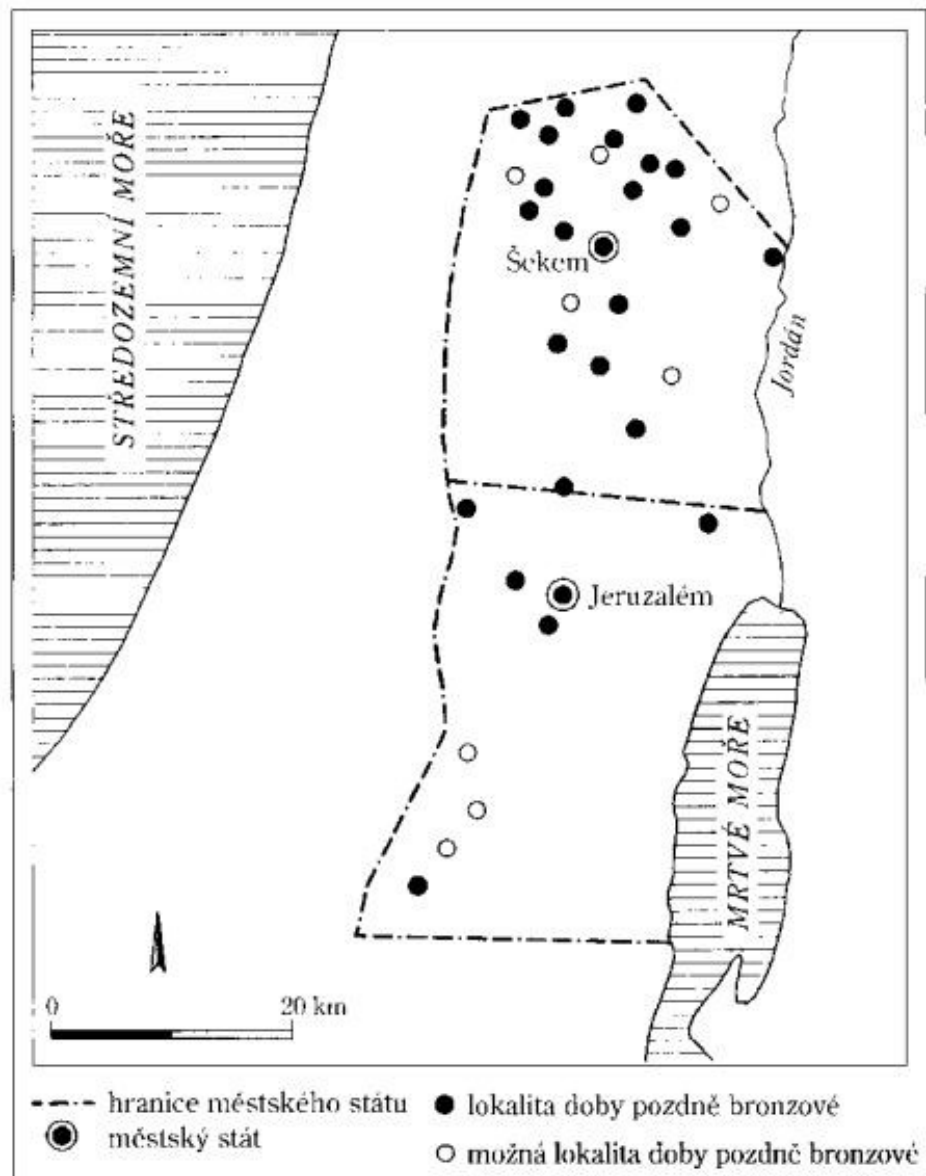 STŘEDOZEMNÍ MOŘE
Šekem
Jordán
Jeruzalém
MRTVÉ MOŘE
0 20 km
hranice městského státu
městský stát
lokalita doby pozdně bronzové
možná lokalita doby pozdně bronzové